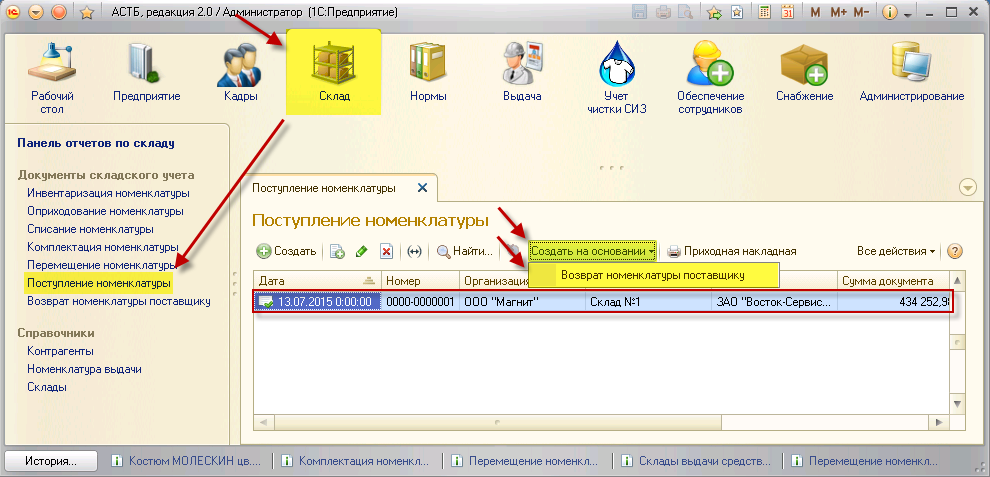 АСТБ, редакция 2.0 / Администратор (1С:Предприятие)
M M+ M-
Рабочий стол
Предприятие
Кадры
Склад
Нормы
Выдача
Учет чистки СИЗ
Обеспечение сотрудников
Снабжение
Администрирование
Панель отчетов по складу
Документы складского учета
Инвентаризация номенклатуры
Оприходование номенклатуры
Списание номенклатуры
Комплектация номенклатуры
Перемещение номенклатуры
Поступление номенклатуры
Возврат номенклатуры поставщику
Справочники
Контрагенты
Номенклатура выдачи
Склады
Поступление номенклатуры
Поступление номенклатуры
Создать Найти... Создать на основании Приходная накладная Все действия
Возврат номенклатуры поставщику
Дата Номер Организация Сумма документа
13.07.2015 0:00:00 0000-0000001 ООО "Магнит" Склад №1 ЗАО "Восток-Сервис... 434 252,98
История... Костюм МОЛЕСКИН цв.... Комплектация номенкл... Перемещение номенкл... Склады выдачи средств... Перемещение номенкл...